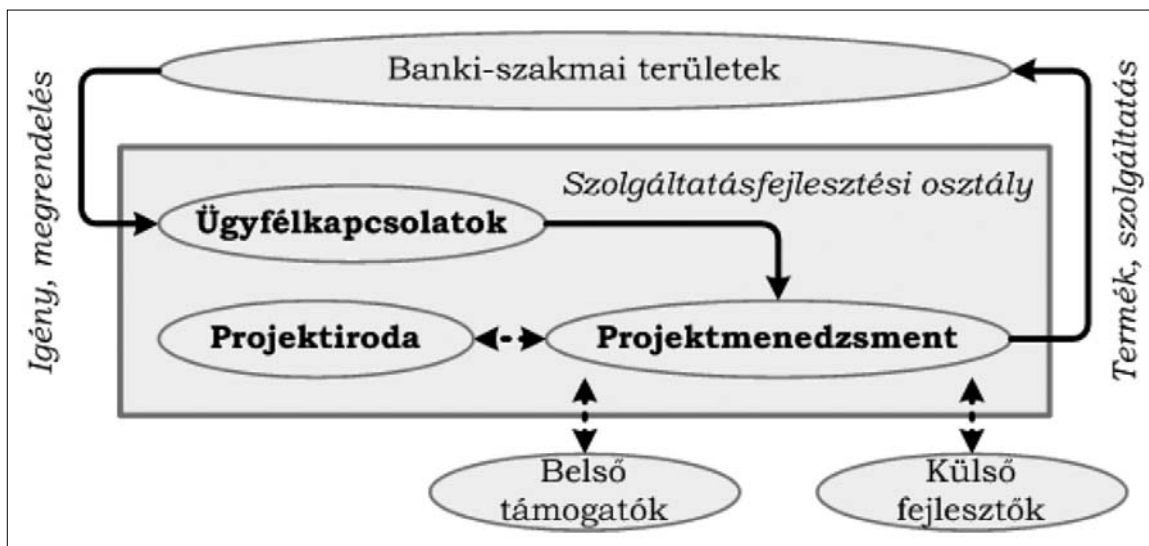 Banki-szakmai területek
Igény, megrendelés
Termék, szolgáltatás
Szolgáltatásfejlesztési osztály
Ügyfélkapcsolatok
Projektiroda
Projektmenedzsment
Belső
támogatók
Külső
fejlesztők